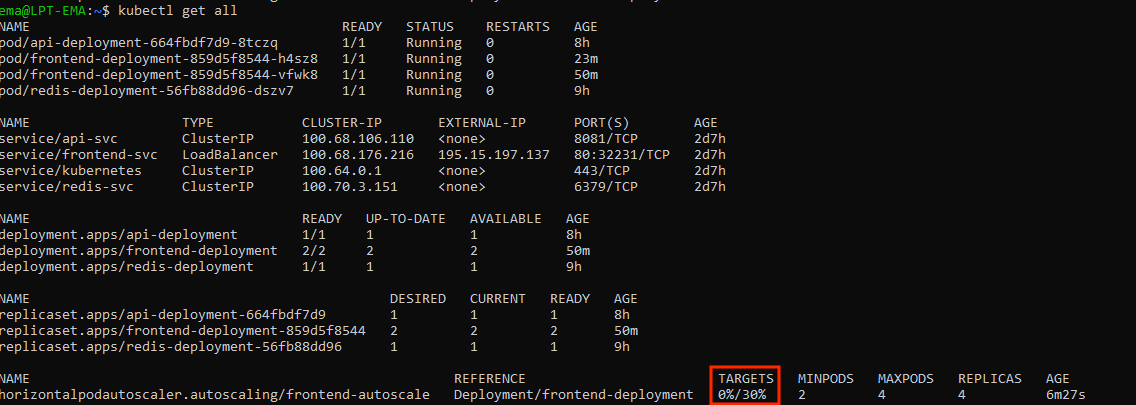 ema@LPT-EMA:~$ kubectl get all
NAME READY STATUS RESTARTS AGE
pod/api-deployment-664fbdf7d9-8tczq 1/1 Running 0 8h
pod/frontend-deployment-859d5f8544-h4sz8 1/1 Running 0 23m
pod/frontend-deployment-859d5f8544-vfwk8 1/1 Running 0 50m
pod/redis-deployment-56fb88dd96-dszv7 1/1 Running 0 9h
NAME TYPE CLUSTER-IP EXTERNAL-IP PORT(S) AGE
service/api-svc ClusterIP 100.68.106.110 <none> 8081/TCP 2d7h
service/frontend-svc LoadBalancer 100.68.176.216 195.15.197.137 80:32231/TCP 2d7h
service/kubernetes ClusterIP 100.64.0.1 <none> 443/TCP 2d7h
service/redis-svc ClusterIP 100.70.3.151 <none> 6379/TCP 2d7h
NAME READY UP-TO-DATE AVAILABLE AGE
deployment.apps/api-deployment 1/1 1 1 8h
deployment.apps/frontend-deployment 2/2 2 2 50m
deployment.apps/redis-deployment 1/1 1 1 9h
NAME DESIRED CURRENT READY AGE
replicaset.apps/api-deployment-664fbdf7d9 1 1 1 8h
replicaset.apps/frontend-deployment-859d5f8544 2 2 2 50m
replicaset.apps/redis-deployment-56fb88dd96 1 1 1 9h
NAME REFERENCE TARGETS MINPODS MAXPODS REPLICAS AGE
horizontalpodautoscaler.autoscaling/frontend-autoscale Deployment/frontend-deployment 0%/30% 2 4 4 6m27s